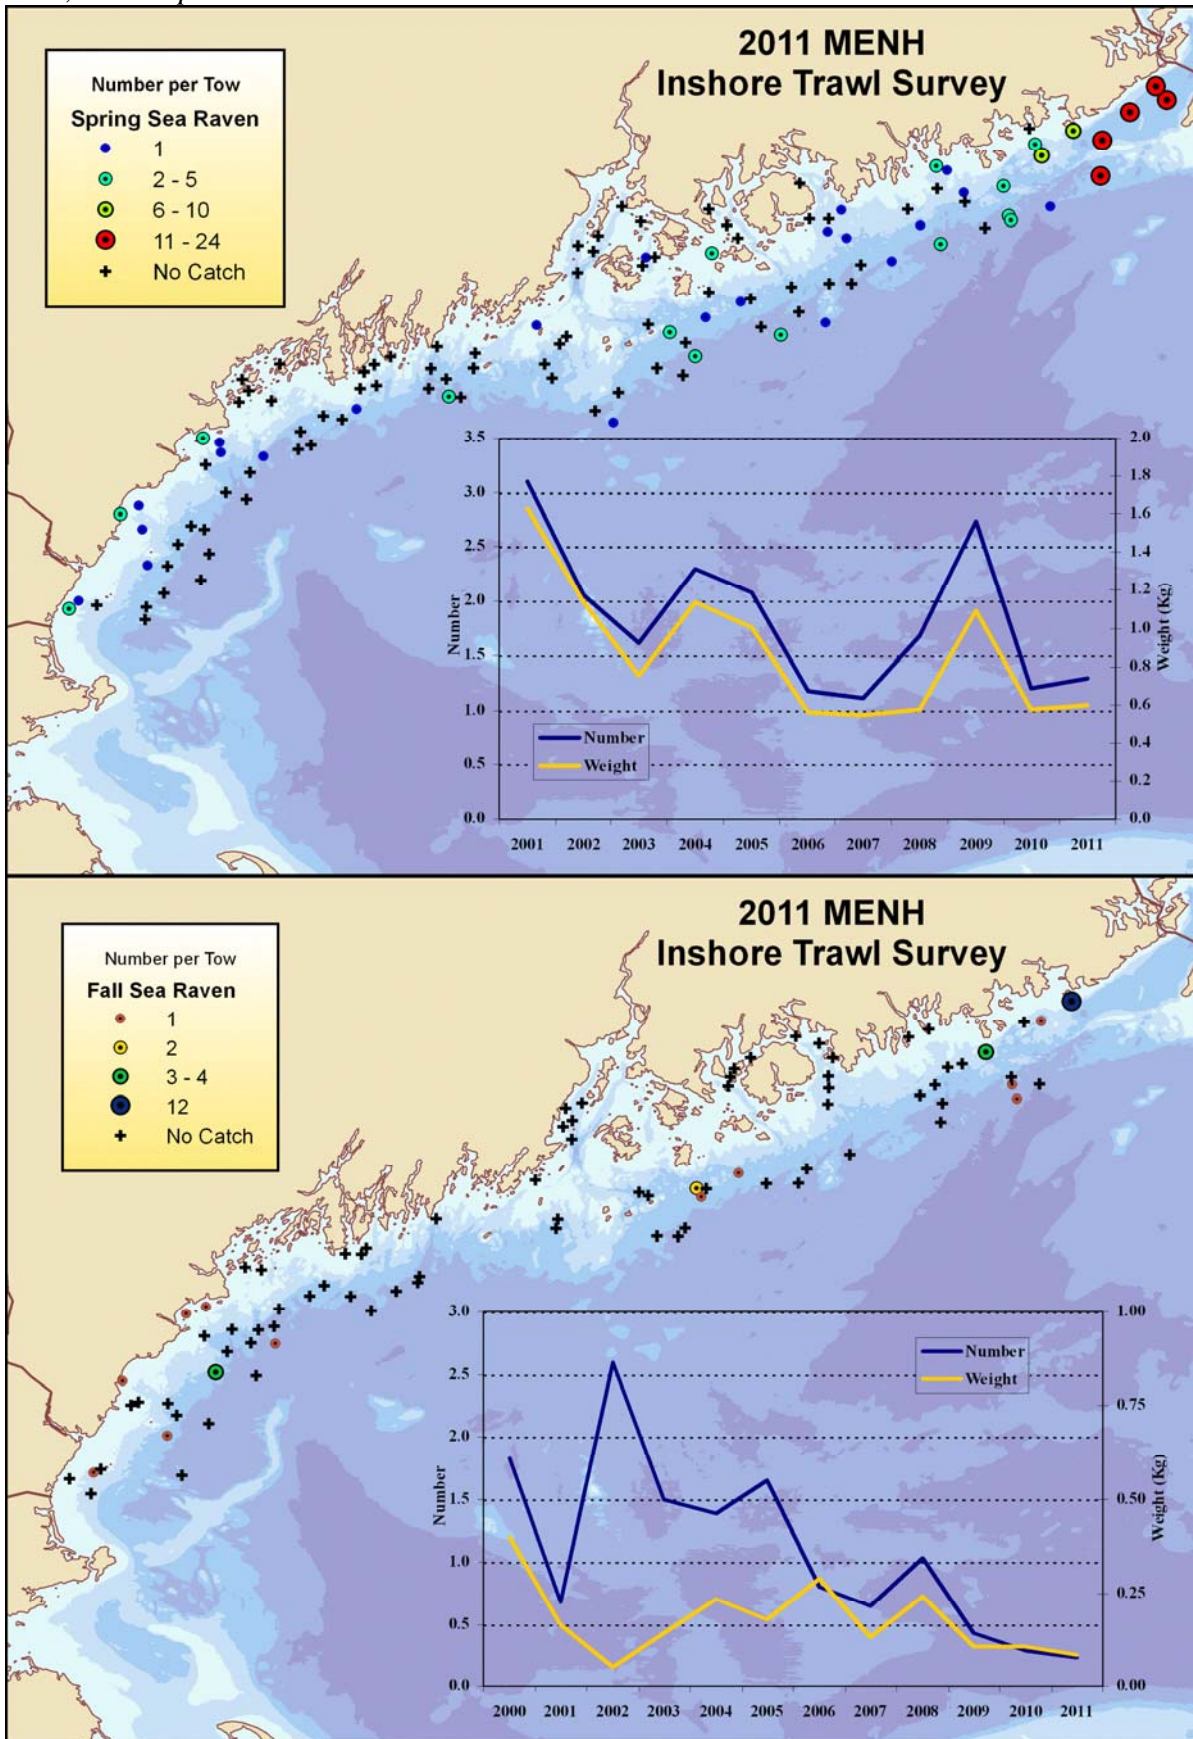 2011 MENH
Inshore Trawl Survey
Number per Tow
Spring Sea Raven
1
2 - 5
6 - 10
11 - 24
No Catch
3.5
3.0
2.5
2.0
1.5
1.0
0.5
0.0
Number
2.0
1.8
1.6
1.4
1.2
1.0
0.8
0.6
0.4
0.2
0.0
Weight (Kg)
Number
Weight
2001 2002 2003 2004 2005 2006 2007 2008 2009 2010 2011
2011 MENH
Inshore Trawl Survey
Number per Tow
Fall Sea Raven
1
2
3 - 4
12
No Catch
3.0
2.5
2.0
1.5
1.0
0.5
0.0
Number
1.00
0.75
0.50
0.25
0.00
Weight (Kg)
Number
Weight
2000 2001 2002 2003 2004 2005 2006 2007 2008 2009 2010 2011